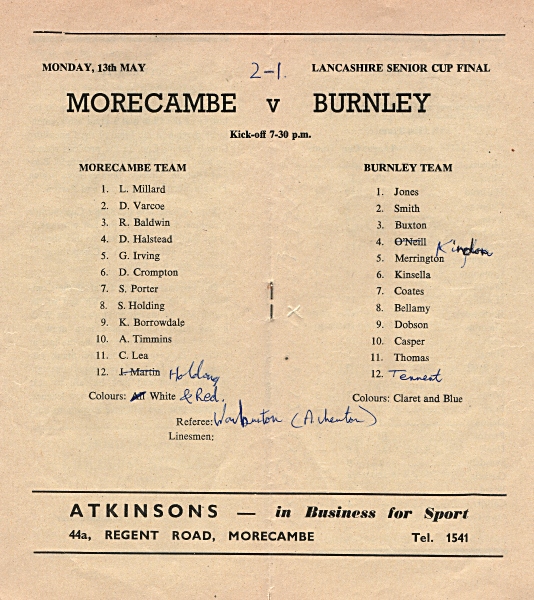 MONDAY, 13th MAY 2-1 LANCASHIRE SENIOR CUP FINAL
MORECAMBE v BURNLEY
Kick-off 7-30 p.m.
MORECAMBE TEAM
1. L. Millard
2. D. Varcoe
3. R. Baldwin
4. D. Halstead
5. G. Irving
6. D. Crompton
7. S. Porter
8. S. Holding
9. K. Borrowdale
10. A. Timmins
11. C. Lea
12. J. Martin Holding
Colours: All White & Red.
BURNLEY TEAM
1. Jones
2. Smith
3. Buxton
4. O'Neill Kingdon
5. Merrington
6. Kinsella
7. Coates
8. Bellamy
9. Dobson
10. Casper
11. Thomas
12. Tennest
Colours: Claret and Blue
Referee: Warburton (Atherton)
Linesmen:
ATKINSONS — in Business for Sport
44a, REGENT ROAD, MORECAMBE Tel. 1541